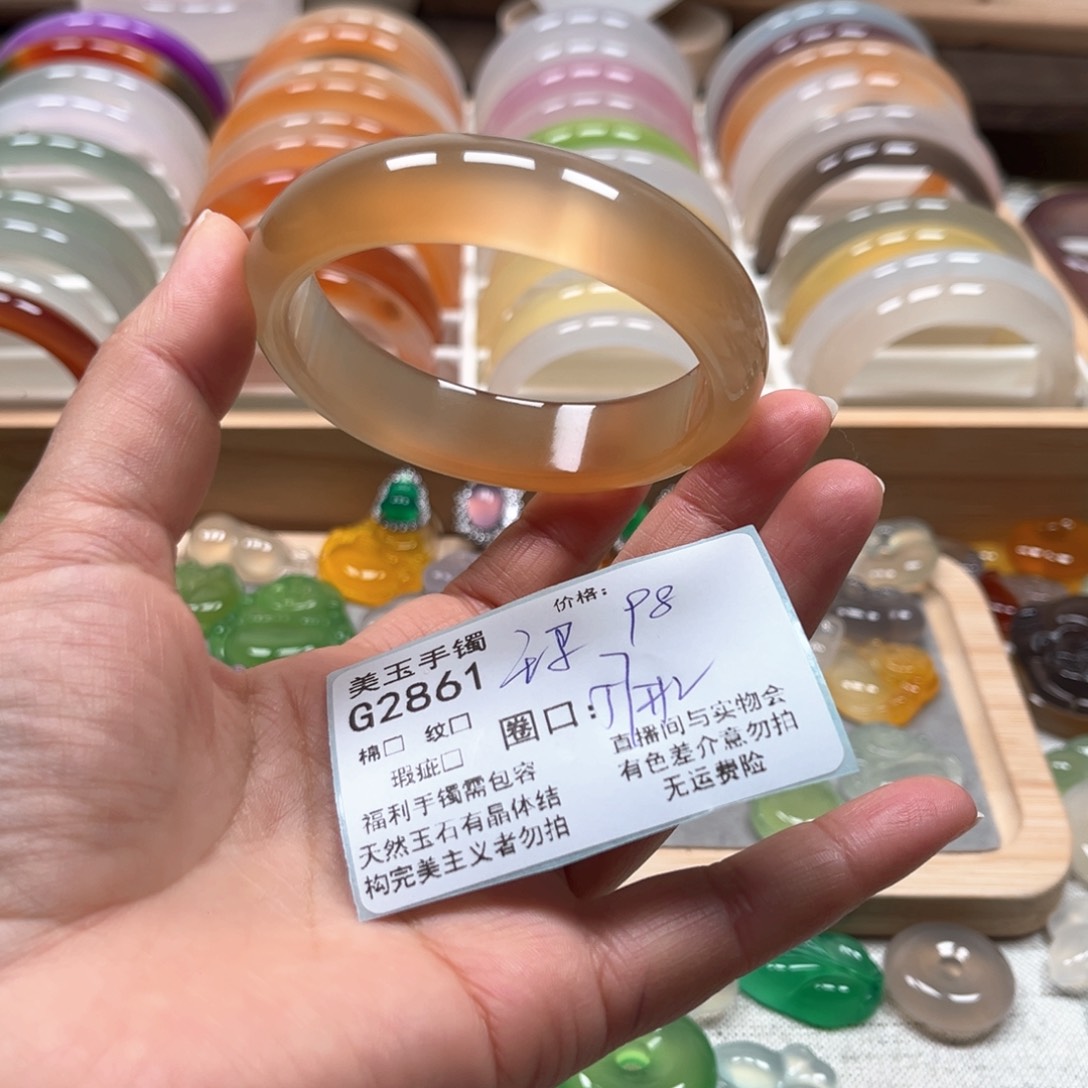 价格: P8
美玉手镯
G2861
棉□ 纹□ 圈口:
瑕疵□
福利手镯需包容
天然玉石有晶体结
构完美主义者勿拍
直播间与实物会
有色差介意勿拍
无运费险